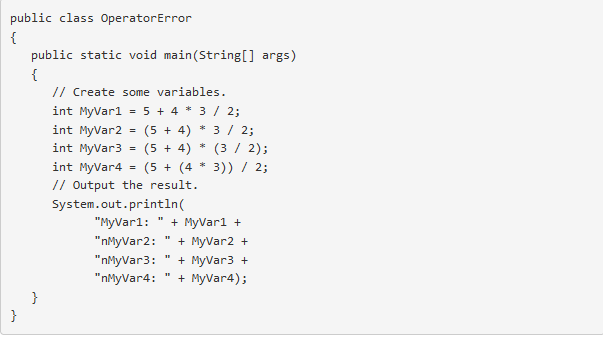 public class OperatorError
{
   public static void main(String[] args)
   {
      // Create some variables.
      int MyVar1 = 5 + 4 * 3 / 2;
      int MyVar2 = (5 + 4) * 3 / 2;
      int MyVar3 = (5 + 4) * (3 / 2);
      int MyVar4 = (5 + (4 * 3)) / 2;
      // Output the result.
      System.out.println(
            "MyVar1: " + MyVar1 +
            "nMyVar2: " + MyVar2 +
            "nMyVar3: " + MyVar3 +
            "nMyVar4: " + MyVar4);
   }
}